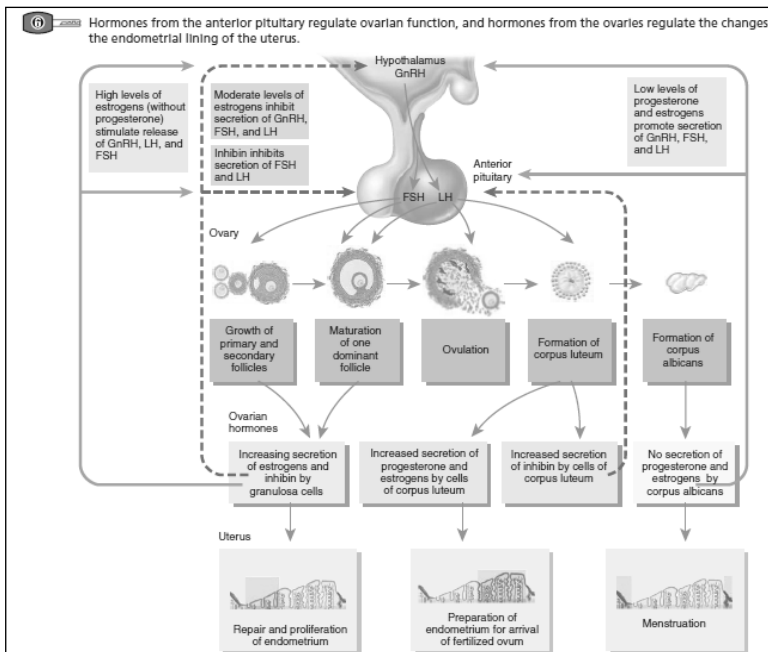 Hormones from the anterior pituitary regulate ovarian function, and hormones from the ovaries regulate the changes
the endometrial lining of the uterus.
Hypothalamus
GnRH
High levels of
estrogens (without
progesterone)
stimulate release
of GnRH, LH, and
FSH
Moderate levels of
estrogens inhibit
secretion of GnRH,
FSH, and LH
Inhibin inhibits
secretion of FSH
and LH
Low levels of
progesterone
and estrogens
promote secretion
of GnRH, FSH,
and LH
Anterior
pituitary
FSH LH
Ovary
Growth of
primary and
secondary
follicles
Maturation
of one
dominant
follicle
Ovulation
Formation of
corpus luteum
Formation of
corpus
albicans
Ovarian
hormones
Increasing secretion
of estrogens and
inhibin by
granulosa cells
Increased secretion of
progesterone and
estrogens by cells
of corpus luteum
Increased secretion
of inhibin by cells of
corpus luteum
No secretion of
progesterone and
estrogens by
corpus albicans
Uterus
Repair and proliferation
of endometrium
Preparation of
endometrium for arrival
of fertilized ovum
Menstruation